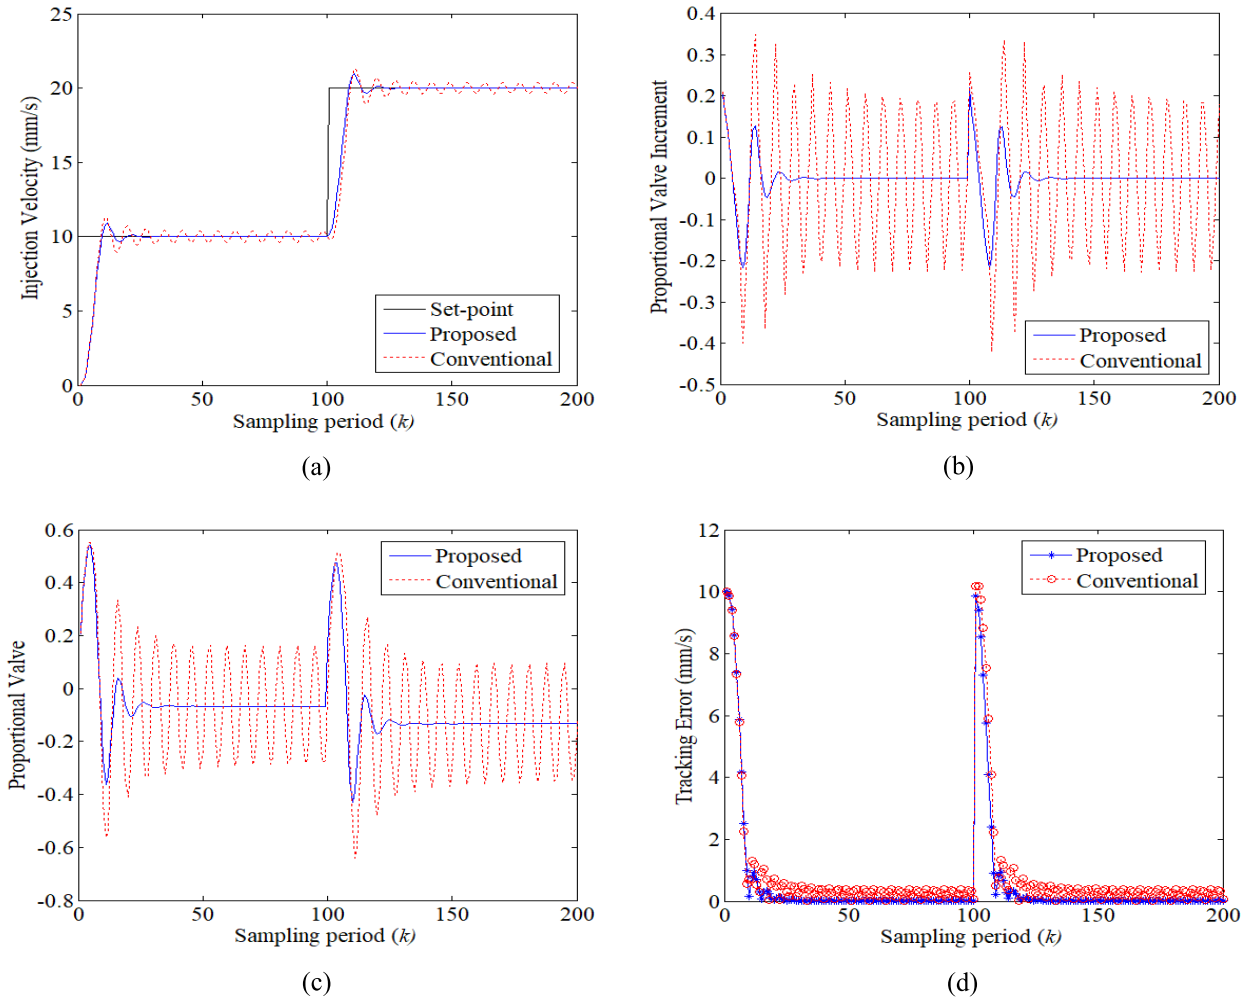 25
20
15
10
5
0
0
50
100
150
200
Injection Velocity (mm/s)
Sampling period (k)
Set-point
Proposed
Conventional
(a)
0.4
0.3
0.2
0.1
0
-0.1
-0.2
-0.3
-0.4
-0.5
0
50
100
150
200
Proportional Valve Increment
Sampling period (k)
Proposed
Conventional
(b)
0.6
0.4
0.2
0
-0.2
-0.4
-0.6
-0.8
0
50
100
150
200
Proportional Valve
Sampling period (k)
Proposed
Conventional
(c)
12
10
8
6
4
2
0
0
50
100
150
200
Tracking Error (mm/s)
Sampling period (k)
Proposed
Conventional
(d)